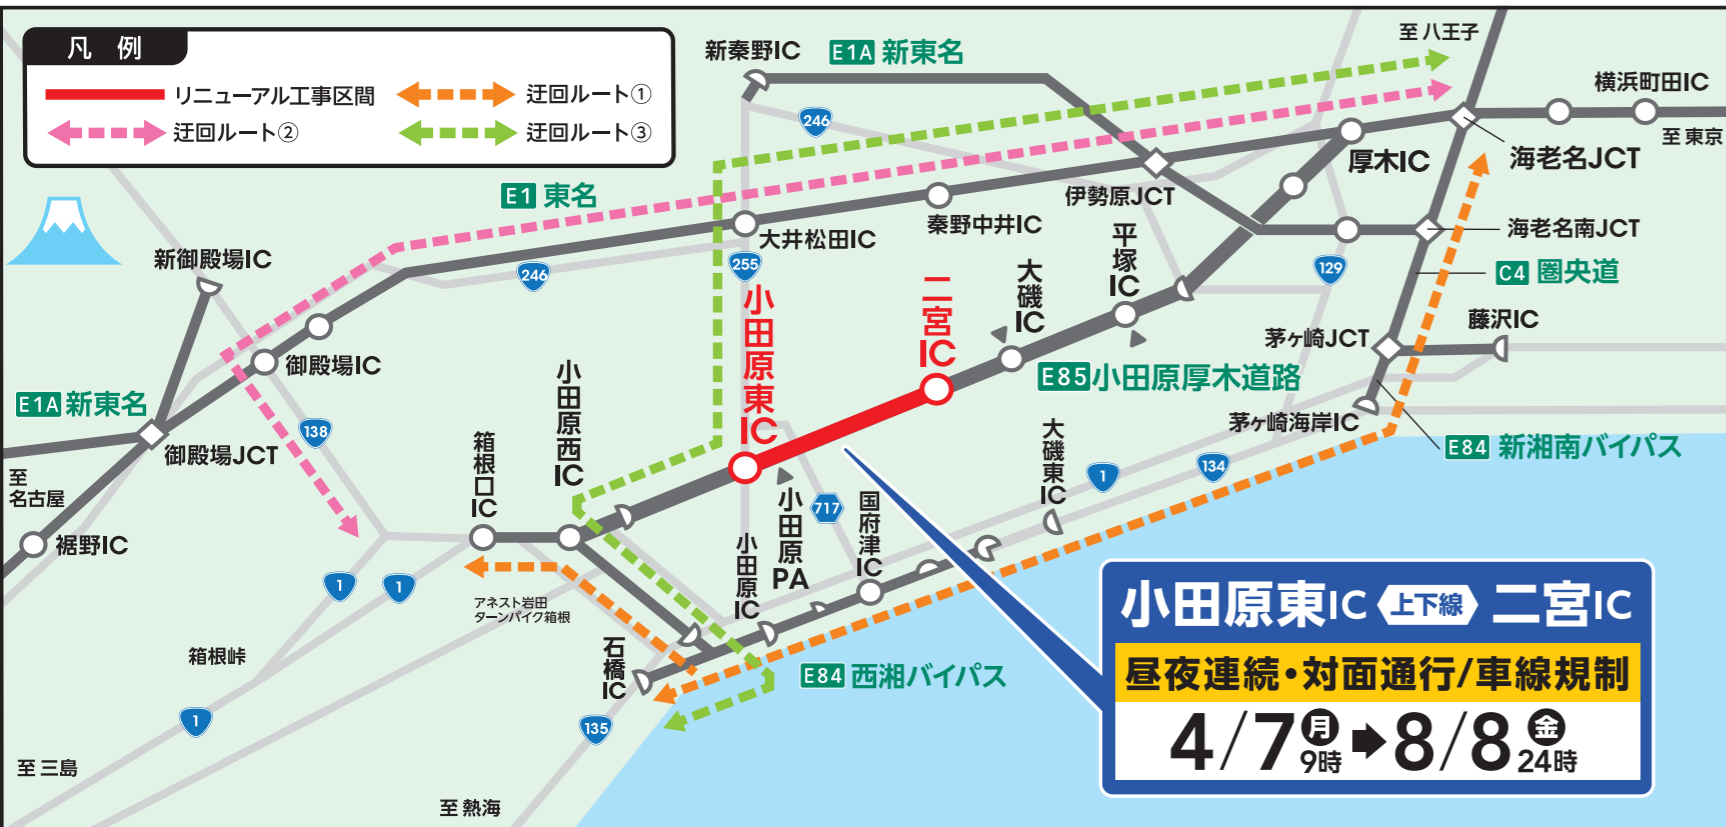 凡 例
リニューアル工事区間
迂回ルート①
迂回ルート②
迂回ルート③
新秦野IC
E1A 新東名
至 八王子
横浜町田IC
至 東京
246
厚木IC
海老名JCT
伊勢原JCT
E1 東名
秦野中井IC
大井松田IC
海老名南JCT
平塚IC
新御殿場IC
246
255
129
C4 圏央道
大磯IC
二宮IC
小田原東IC
藤沢IC
茅ヶ崎JCT
御殿場IC
小田原西IC
E85 小田原厚木道路
E1A 新東名
138
茅ヶ崎海岸IC
御殿場JCT
箱根口IC
大磯東IC
1
134
E84 新湘南バイパス
至
名古屋
小田原PA
717
国府津IC
裾野IC
小田原IC
1
1
アネスト岩田
ターンパイク箱根
箱根峠
石橋IC
E84 西湘バイパス
1
135
至 三島
至 熱海
小田原東IC 上下線 二宮IC
昼夜連続・対面通行/車線規制
4/7 月 9時 ➡ 8/8 金 24時